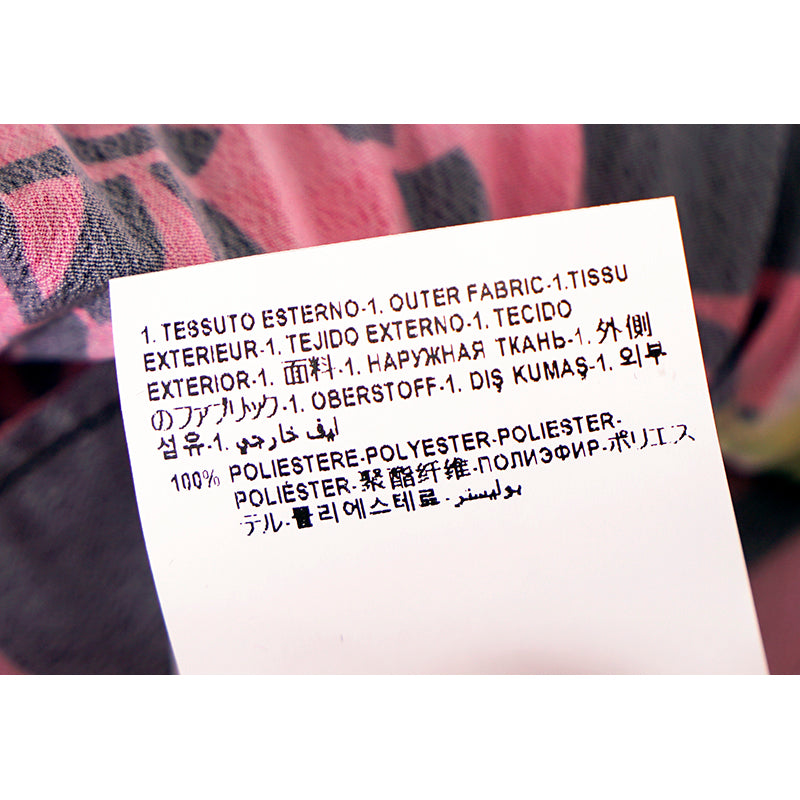 1. TESSUTO ESTERNO-1. OUTER FABRIC-1.TISSU
EXTERIEUR-1. TEJIDO EXTERNO-1. TECIDO
EXTERIOR-1. 面料-1. НАРУЖНАЯ ТКАНЬ-1. 外側
のファブリック-1. OBERSTOFF-1. DIŞ KUMAŞ-1. 외부
섬유-1. ليف خارجي
100% POLIESTERE-POLYESTER-POLIESTER-
POLIÉSTER-聚酯纤维-ПОЛИЭФИР-ポリエス
テル-폴리에스테르- بوليستر